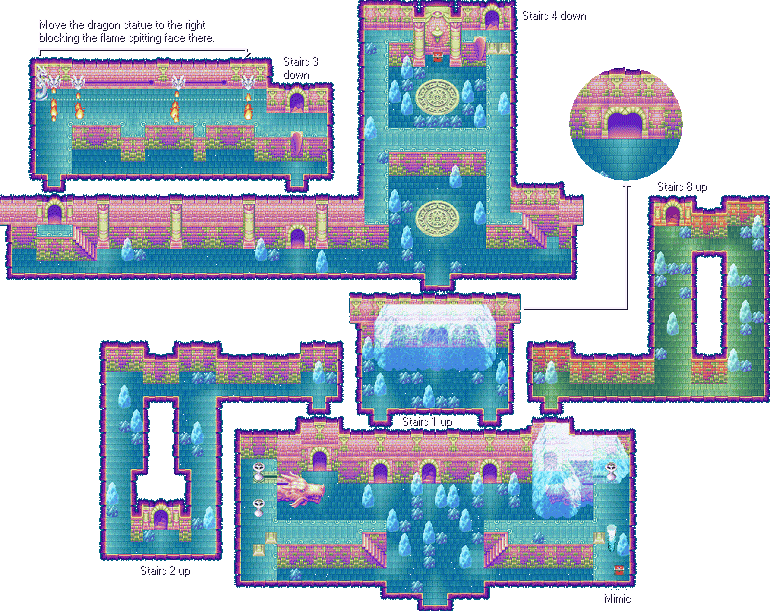 Move the dragon statue to the right
blocking the flame spitting face there.
Stairs 4 down
Stairs 3
down
Stairs 8 up
Stairs 1 up
Stairs 2 up
Mimic